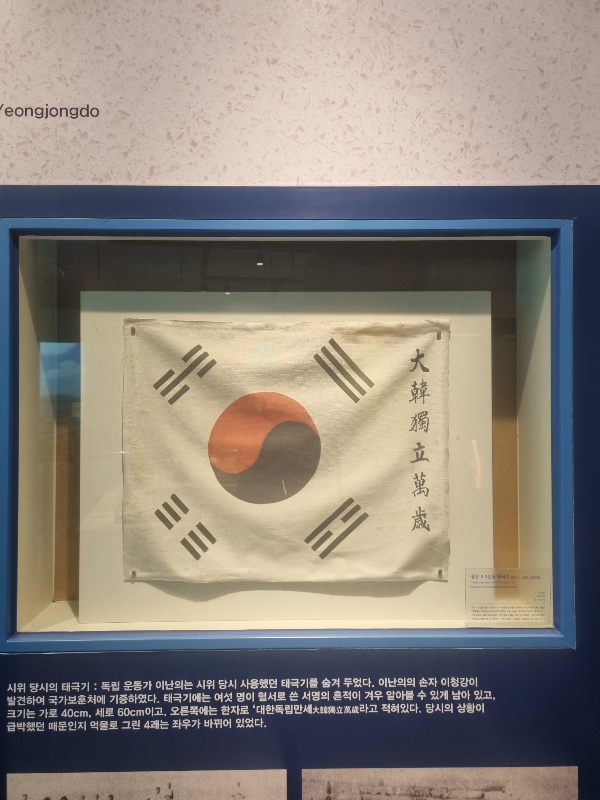 Yeongjongdo
大韓獨立萬歲
시위 당시의 태극기 : 독립 운동가 이난의는 시위 당시 사용했던 태극기를 숨겨 두었다. 이난의의 손자 이청강이
발견하여 국가보훈처에 기증하였다. 태극기에는 여섯 명이 혈서로 쓴 서명의 흔적이 겨우 알아볼 수 있게 남아 있고,
크기는 가로 40cm, 세로 60cm이고, 오른쪽에는 한자로 '대한독립만세大韓獨立萬歲라고 적혀있다. 당시의 상황이
급박했던 때문인지 먹물로 그린 4괘는 좌우가 바뀌어 있었다.